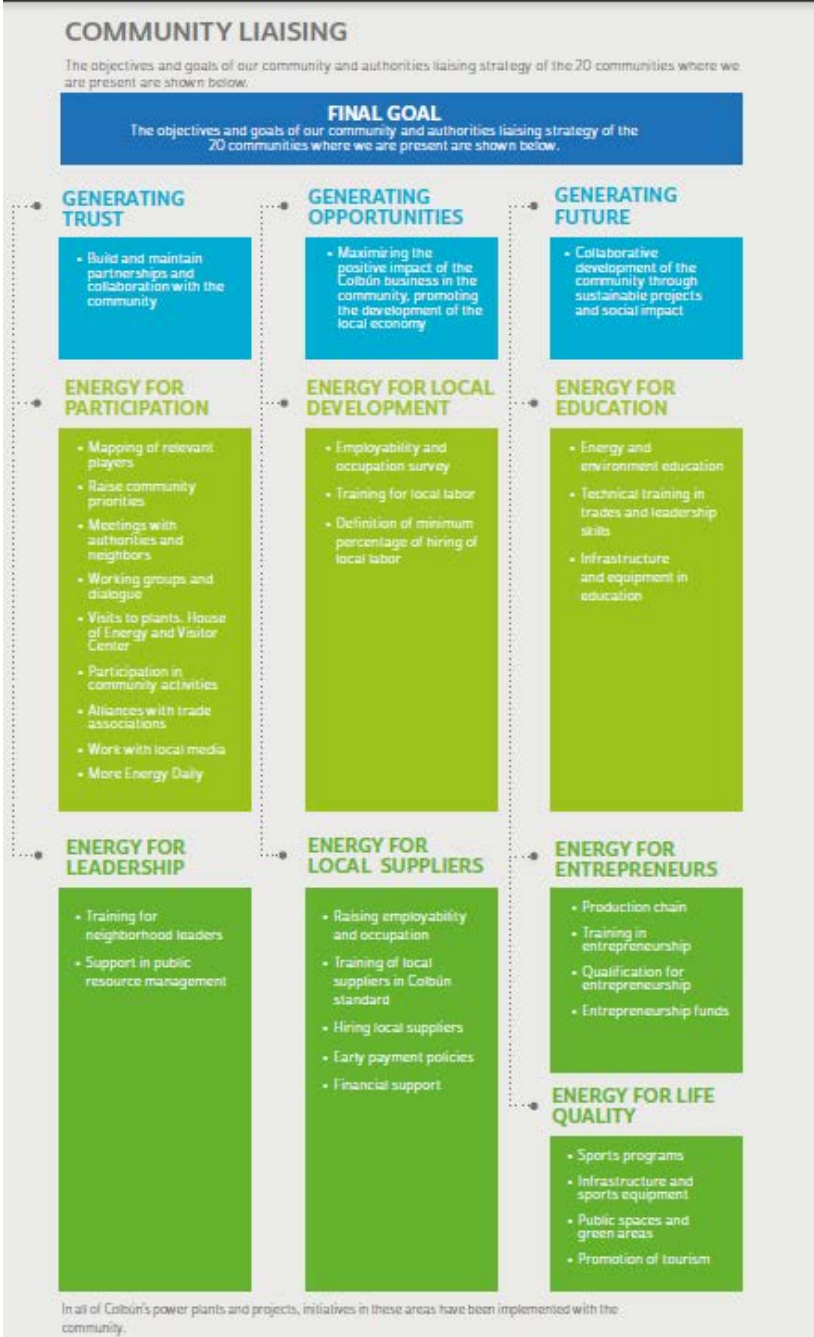 COMMUNITY LIAISING
The objectives and goals of our community and authorities liaising strategy of the 20 communities where we
are present are shown below.
FINAL GOAL
The objectives and goals of our community and authorities liaising strategy of the
20 communities where we are present are shown below.
GENERATING
TRUST
• Build and maintain
partnerships and
collaboration with the
community
GENERATING
OPPORTUNITIES
• Maximizing the
positive impact of the
Colbún business in the
community, promoting
the development of the
local economy
GENERATING
FUTURE
• Collaborative
development of the
community through
sustainable projects
and social impact
ENERGY FOR
PARTICIPATION
• Mapping of relevant
players
• Raise community
priorities
• Meetings with
authorities and
neighbors
• Working groups and
dialogue
• Visits to plants. House
of Energy and Visitor
Center
• Participation in
community activities
• Alliances with trade
associations
• Work with local media
• More Energy Daily
ENERGY FOR LOCAL
DEVELOPMENT
• Employability and
occupation survey
• Training for local labor
• Definition of minimum
percentage of hiring of
local labor
ENERGY FOR
EDUCATION
• Energy and
environment education
• Technical training in
trades and leadership
skills
• Infrastructure
and equipment in
education
ENERGY FOR
LEADERSHIP
• Training for
neighborhood leaders
• Support in public
resource management
ENERGY FOR
LOCAL SUPPLIERS
• Raising employability
and occupation
• Training of local
suppliers in Colbún
standard
• Hiring local suppliers
• Early payment policies
• Financial support
ENERGY FOR
ENTREPRENEURS
• Production chain
• Training in
entrepreneurship
• Qualification for
entrepreneurship
• Entrepreneurship funds
ENERGY FOR LIFE
QUALITY
• Sports programs
• Infrastructure and
sports equipment
• Public spaces and
green areas
• Promotion of tourism
In all of Colbún's power plants and projects, initiatives in these areas have been implemented with the
community.